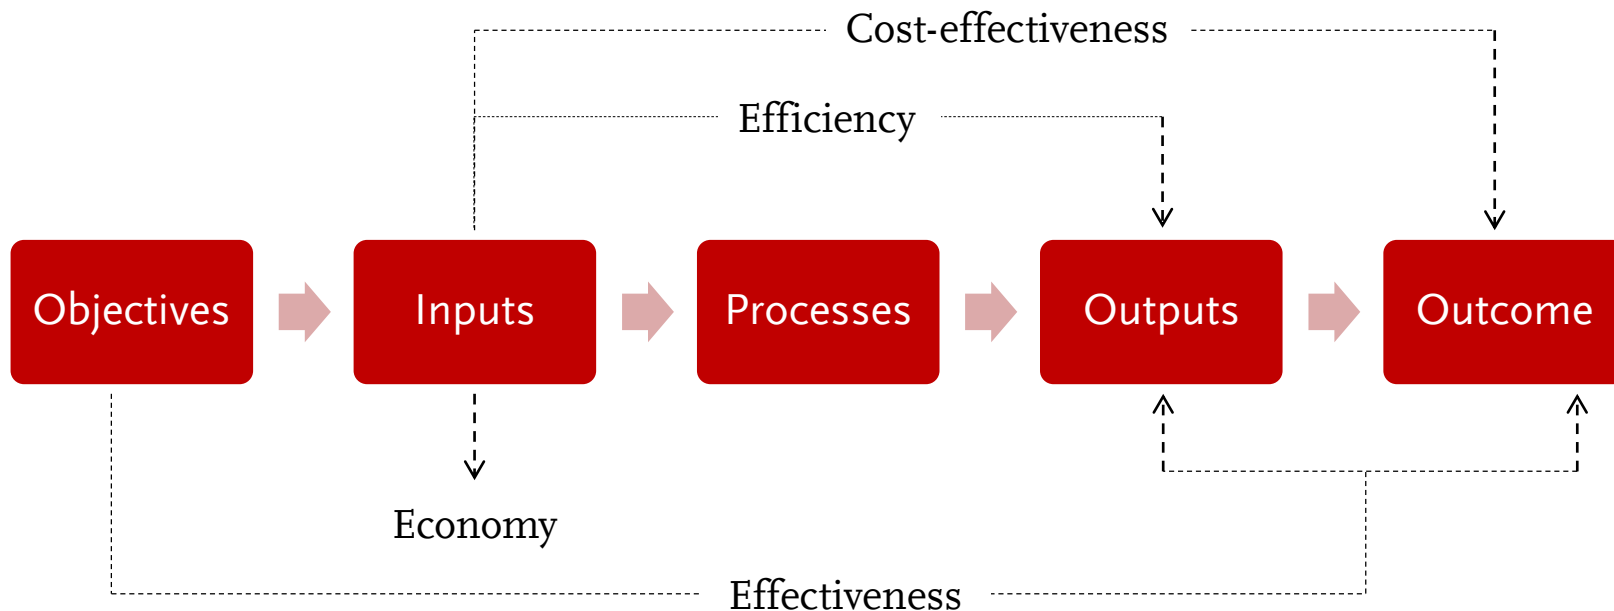 Cost-effectiveness
Efficiency
Objectives
Inputs
Processes
Outputs
Outcome
Economy
Effectiveness